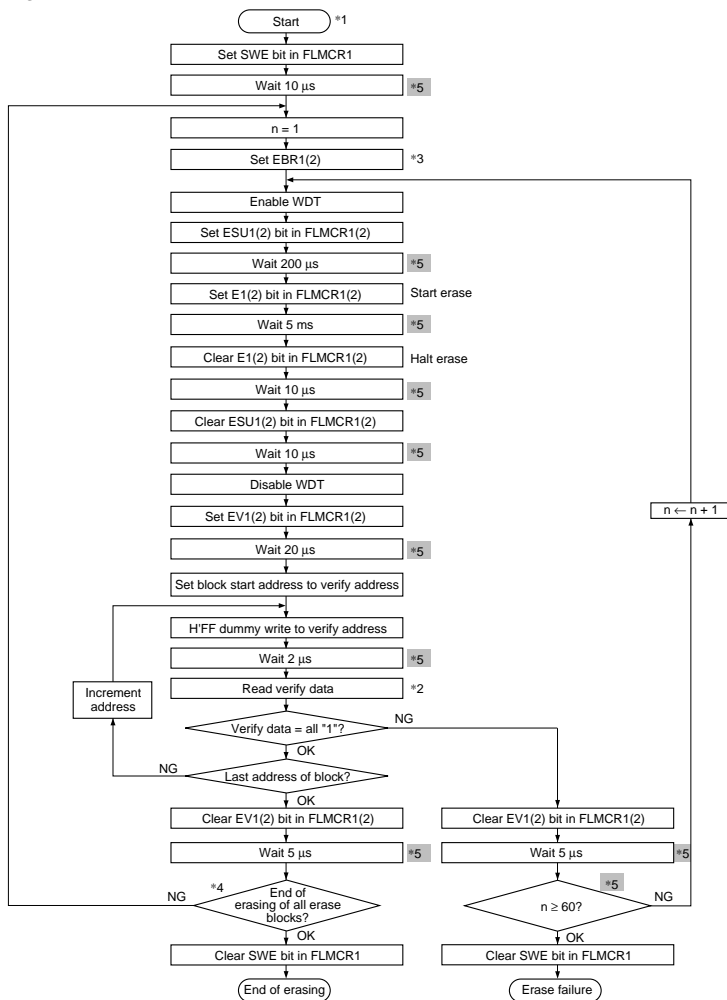 Start *1
Set SWE bit in FLMCR1
Wait 10 μs *5
n = 1
Set EBR1(2) *3
Enable WDT
Set ESU1(2) bit in FLMCR1(2)
Wait 200 μs *5
Set E1(2) bit in FLMCR1(2) Start erase
Wait 5 ms *5
Clear E1(2) bit in FLMCR1(2) Halt erase
Wait 10 μs *5
Clear ESU1(2) bit in FLMCR1(2)
Wait 10 μs *5
Disable WDT
Set EV1(2) bit in FLMCR1(2)
n ← n + 1
Wait 20 μs *5
Set block start address to verify address
H'FF dummy write to verify address
Wait 2 μs *5
Increment
address
Read verify data *2
Verify data = all "1"? NG
OK
NG Last address of block?
OK
Clear EV1(2) bit in FLMCR1(2) Clear EV1(2) bit in FLMCR1(2)
Wait 5 μs *5 Wait 5 μs *5
NG *4 End
of
erasing of all erase
blocks?
*5
n ≥ 60? NG
OK OK
Clear SWE bit in FLMCR1 Clear SWE bit in FLMCR1
End of erasing Erase failure